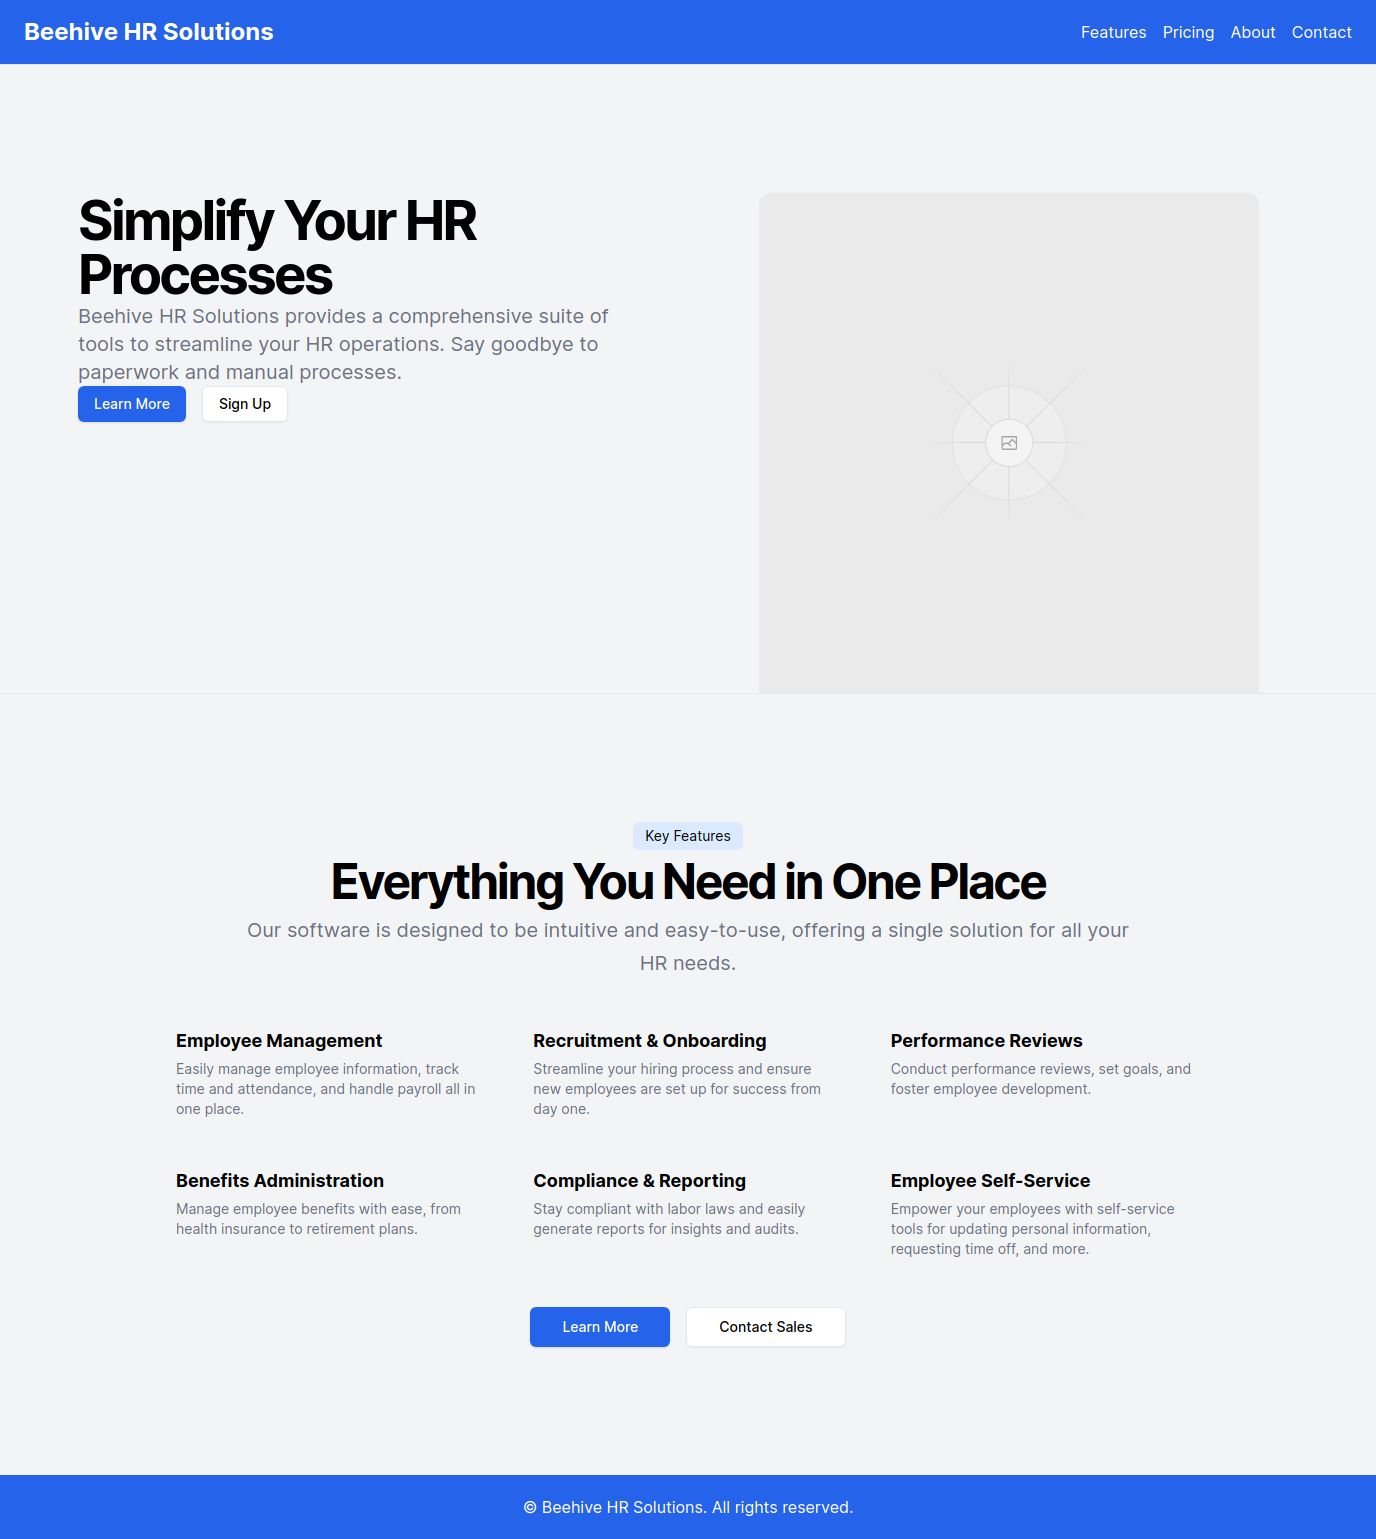 Beehive HR Solutions
Features Pricing About Contact
Simplify Your HR
Processes
Beehive HR Solutions provides a comprehensive suite of
tools to streamline your HR operations. Say goodbye to
paperwork and manual processes.
Learn More Sign Up
Key Features
Everything You Need in One Place
Our software is designed to be intuitive and easy-to-use, offering a single solution for all your
HR needs.
Employee Management
Easily manage employee information, track
time and attendance, and handle payroll all in
one place.
Recruitment & Onboarding
Streamline your hiring process and ensure
new employees are set up for success from
day one.
Performance Reviews
Conduct performance reviews, set goals, and
foster employee development.
Benefits Administration
Manage employee benefits with ease, from
health insurance to retirement plans.
Compliance & Reporting
Stay compliant with labor laws and easily
generate reports for insights and audits.
Employee Self-Service
Empower your employees with self-service
tools for updating personal information,
requesting time off, and more.
Learn More Contact Sales
© Beehive HR Solutions. All rights reserved.